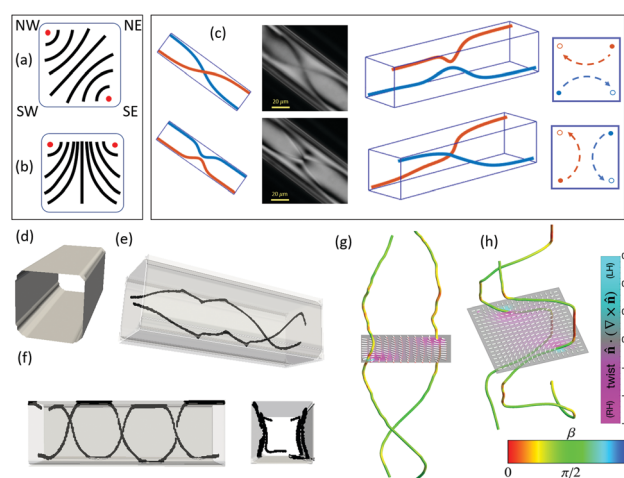 NW
NE
(a)
SW
SE
(b)
(c)
20 μm
20 μm
(d)
(e)
(f)
(g)
(h)
(RH) twist n̂ · (∇ × n̂) (LH)
β
0
π/2